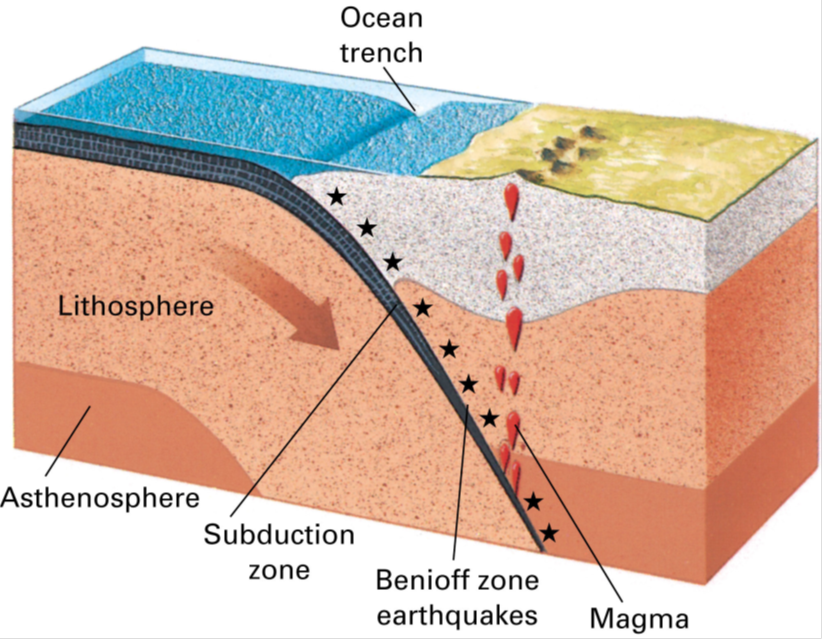 Ocean
trench
Lithosphere
Asthenosphere
Subduction
zone
Benioff zone
earthquakes
Magma